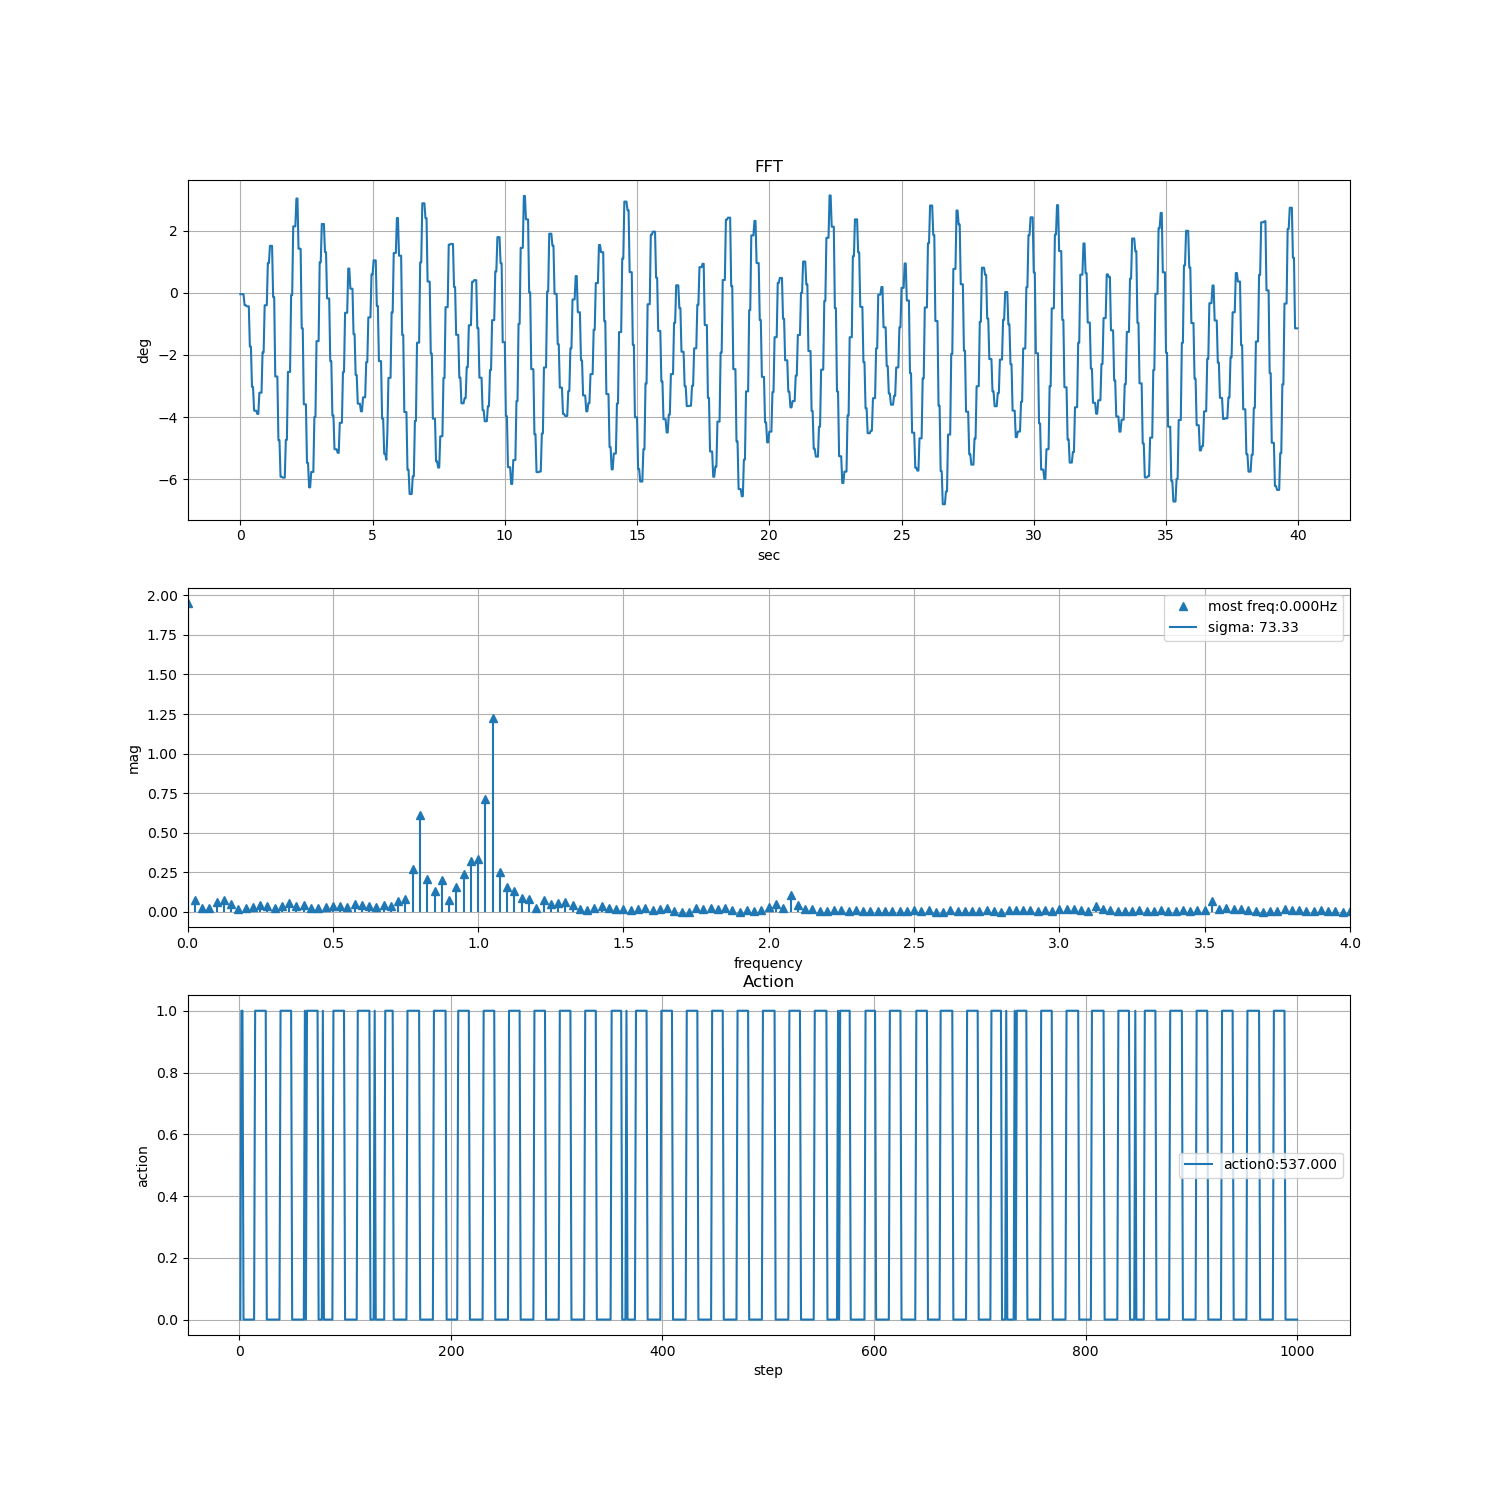 FFT
2
0
−2
−4
−6
deg
0 5 10 15 20 25 30 35 40
sec
2.00
1.75
1.50
1.25
1.00
0.75
0.50
0.25
0.00
mag
most freq:0.000Hz
sigma: 73.33
0.0 0.5 1.0 1.5 2.0 2.5 3.0 3.5 4.0
frequency
Action
1.0
0.8
0.6
0.4
0.2
0.0
action
action0:537.000
0 200 400 600 800 1000
step